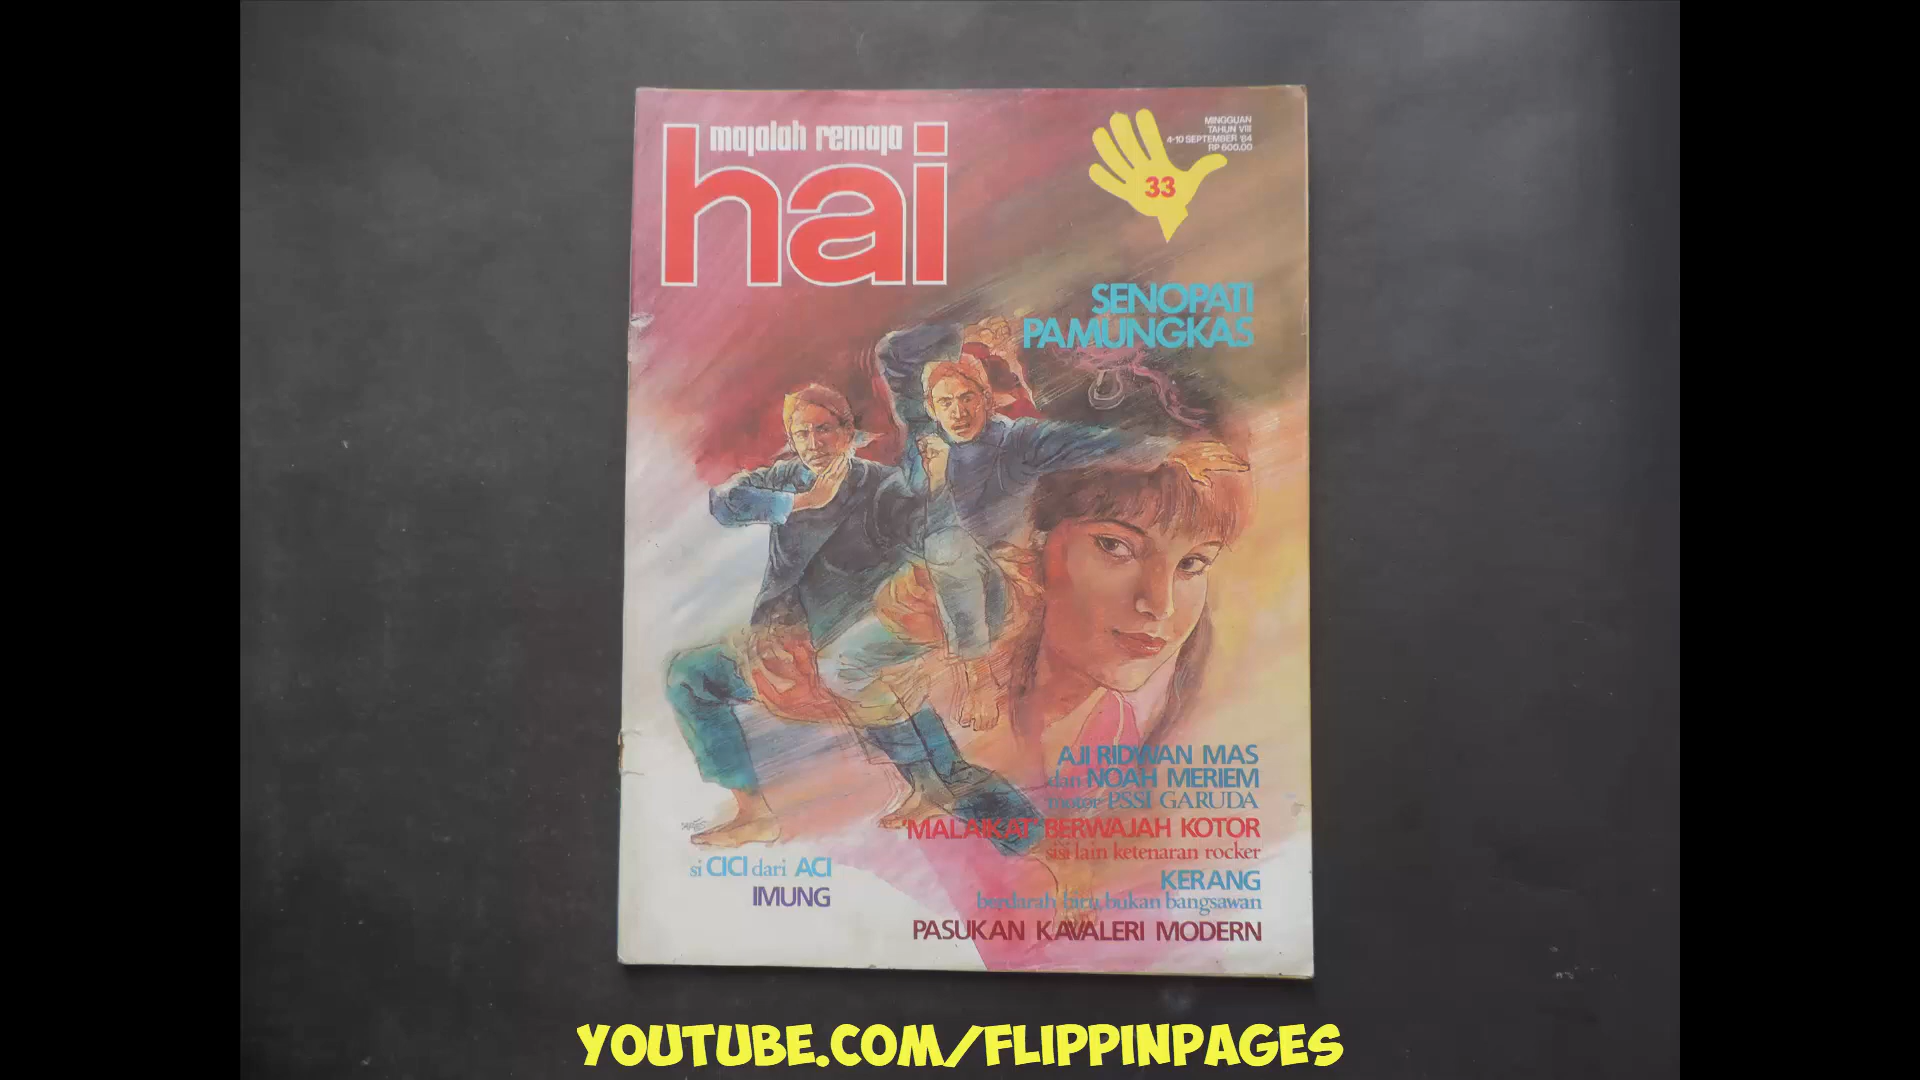 majalah remaja
hai
MINGGUAN
TAHUN VIII
4-10 SEPTEMBER '84
RP 600.00
33
SENOPATI
PAMUNGKAS
AJI RIDWAN MAS
dan NOAH MERIEM
motor PSSI GARUDA
'MALAIKAT' BERWAJAH KOTOR
sisi lain ketenaran rocker
KERANG
berdarah biru, bukan bangsawan
PASUKAN KAVALERI MODERN
si CICI dari ACI
IMUNG
YOUTUBE.COM/FLIPPINPAGES